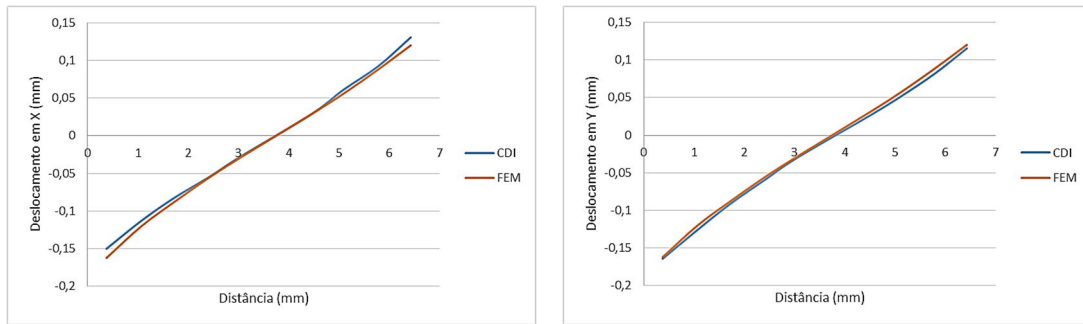 0,15
0,1
0,05
0
-0,05
-0,1
-0,15
-0,2
0 1 2 3 4 5 6 7
Deslocamento em X (mm)
Distância (mm)
CDI
FEM
0,15
0,1
0,05
0
-0,05
-0,1
-0,15
-0,2
0 1 2 3 4 5 6 7
Deslocamento em Y (mm)
Distância (mm)
CDI
FEM